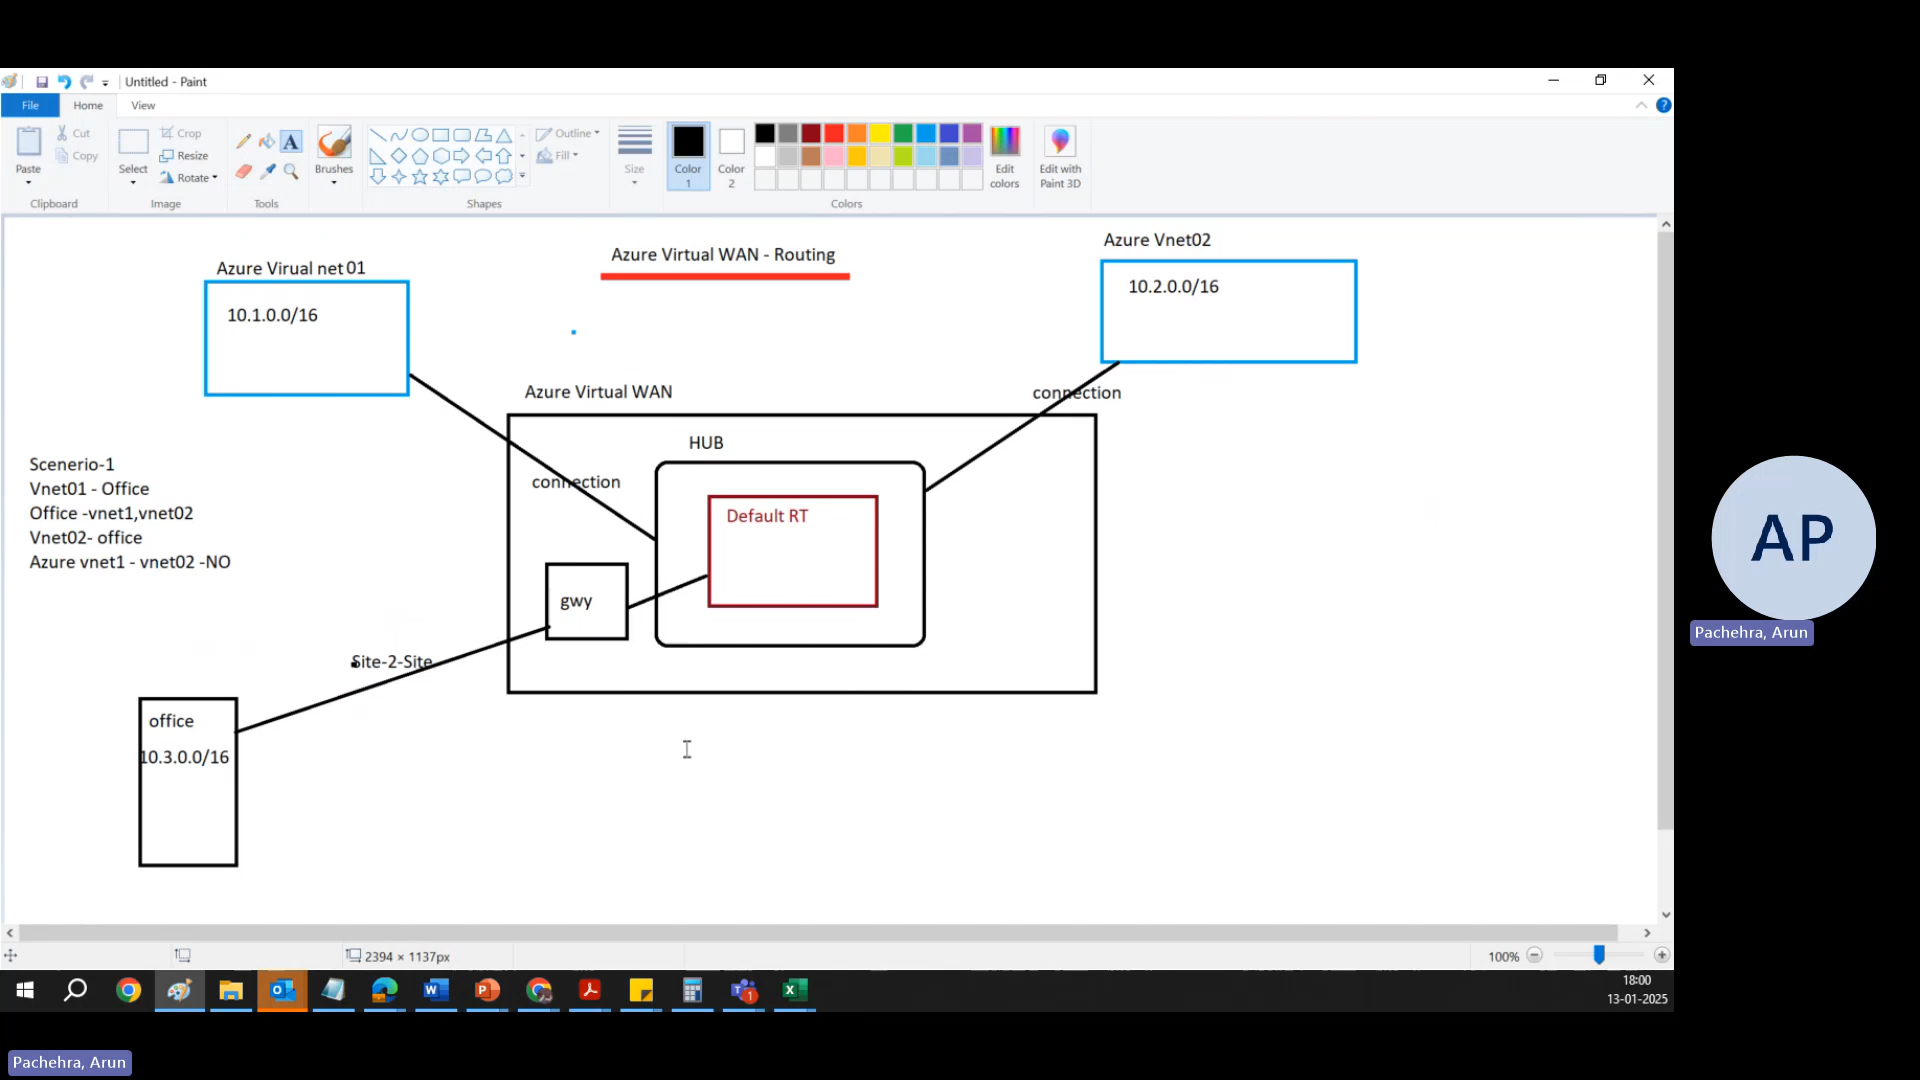 Untitled - Paint
File
Home
View
Paste
Cut
Copy
Clipboard
Select
Crop
Resize
Rotate
Image
A
Tools
Brushes
Shapes
Outline
Fill
Size
Color
1
Color
2
Edit
colors
Edit with
Paint 3D
Colors
Azure Virtual WAN - Routing
Azure Virual net 01
10.1.0.0/16
Azure Vnet02
10.2.0.0/16
Azure Virtual WAN
connection
HUB
connection
Default RT
gwy
Scenerio-1
Vnet01 - Office
Office -vnet1,vnet02
Vnet02- office
Azure vnet1 - vnet02 -NO
Site-2-Site
office
10.3.0.0/16
AP
Pachehra, Arun
2394 × 1137px
100%
18:00
13-01-2025
Pachehra, Arun